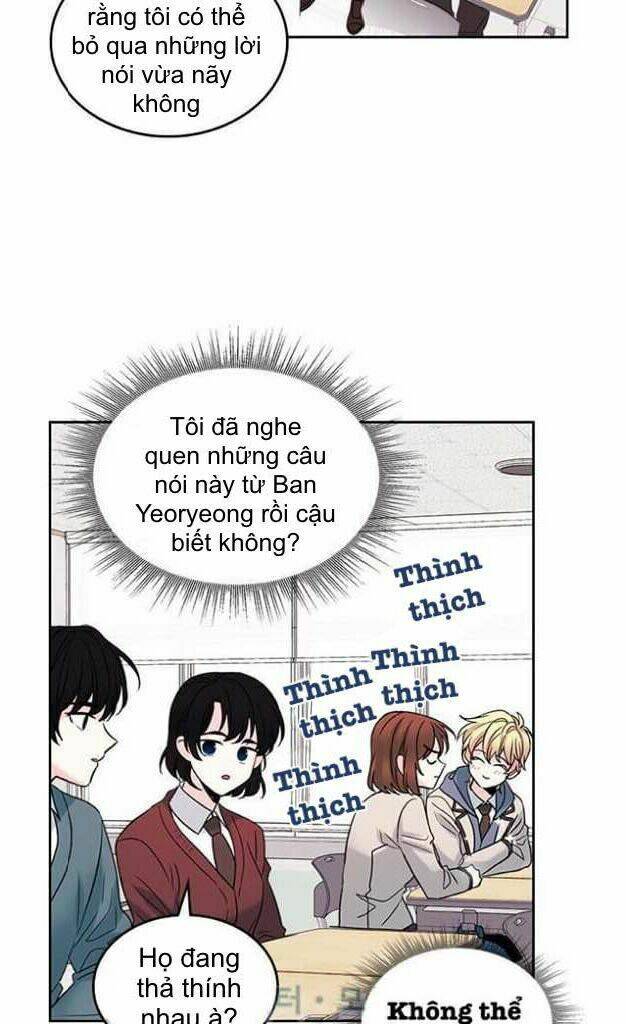 rằng tôi có thể
bỏ qua những lời
nói vừa nãy
không
Tôi đã nghe
quen những câu
nói này từ Ban
Yeoryeong rồi cậu
biết không?
Thình
thịch
Thình
thịch
Thình
thịch
Thình
thịch
Họ đang
thả thính
nhau à?
Không thể